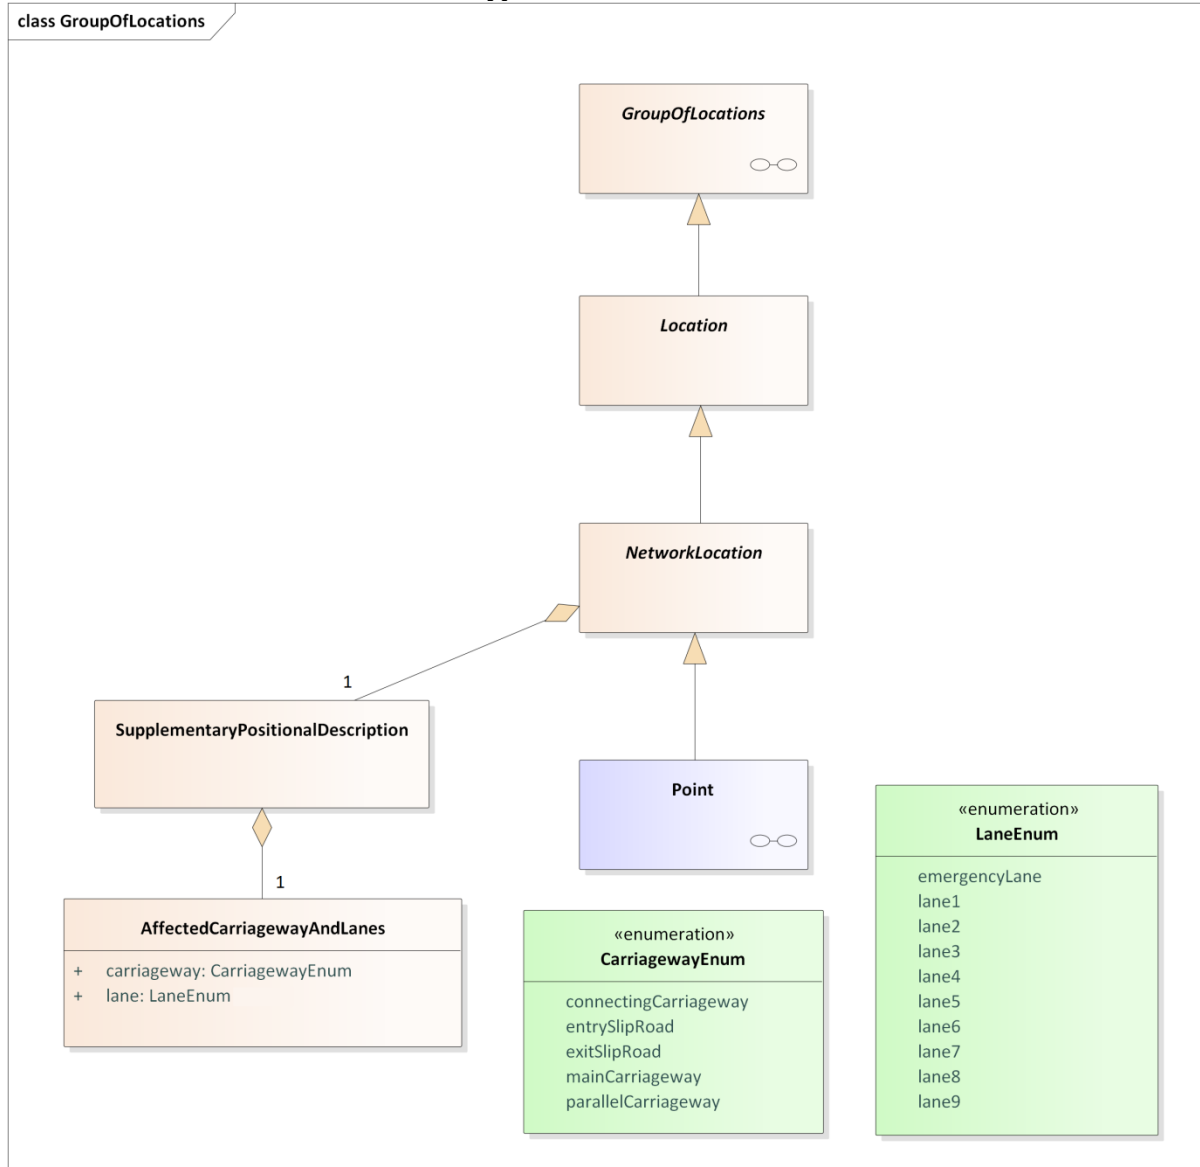 class GroupOfLocations
GroupOfLocations
Location
NetworkLocation
1
SupplementaryPositionalDescription
1
AffectedCarriagewayAndLanes
+ carriageway: CarriagewayEnum
+ lane: LaneEnum
Point
«enumeration»
CarriagewayEnum
connectingCarriageway
entrySlipRoad
exitSlipRoad
mainCarriageway
parallelCarriageway
«enumeration»
LaneEnum
emergencyLane
lane1
lane2
lane3
lane4
lane5
lane6
lane7
lane8
lane9